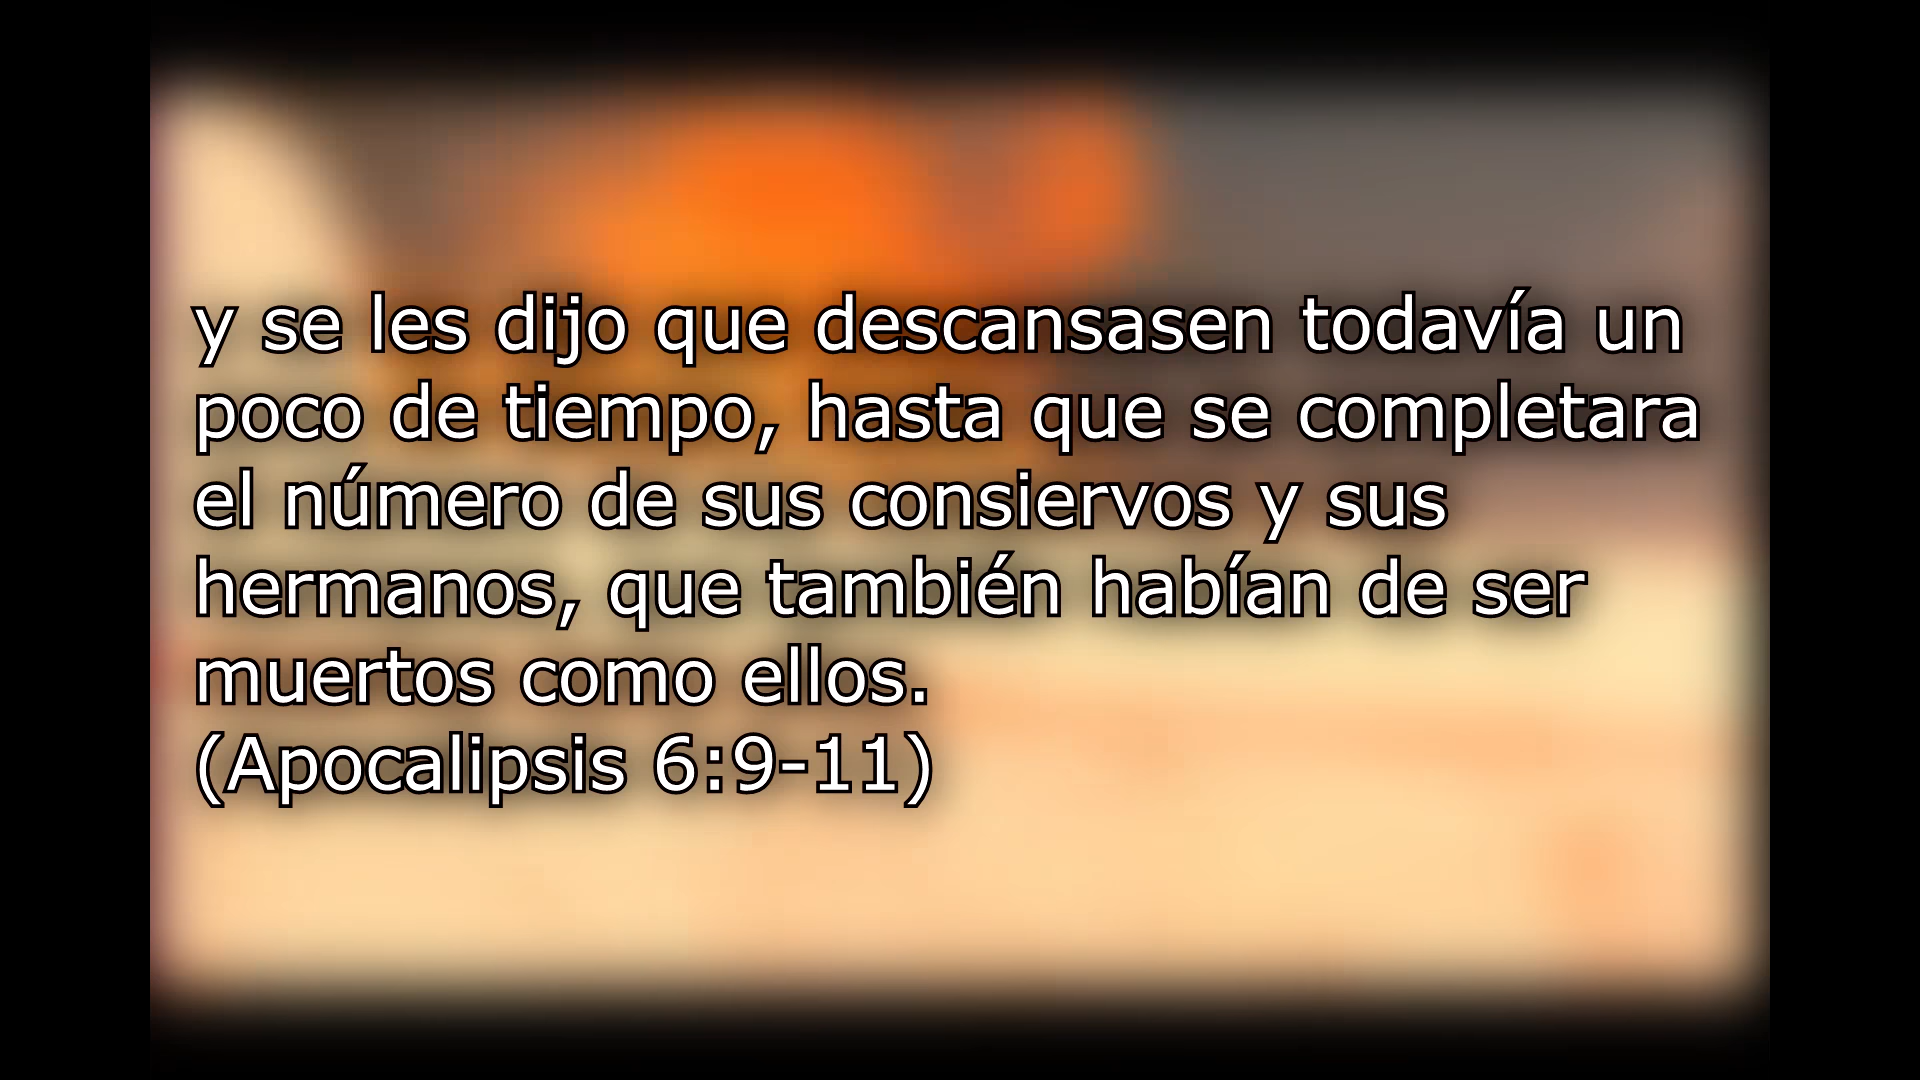 y se les dijo que descansasen todavía un
poco de tiempo, hasta que se completara
el número de sus consiervos y sus
hermanos, que también habían de ser
muertos como ellos.
(Apocalipsis 6:9-11)